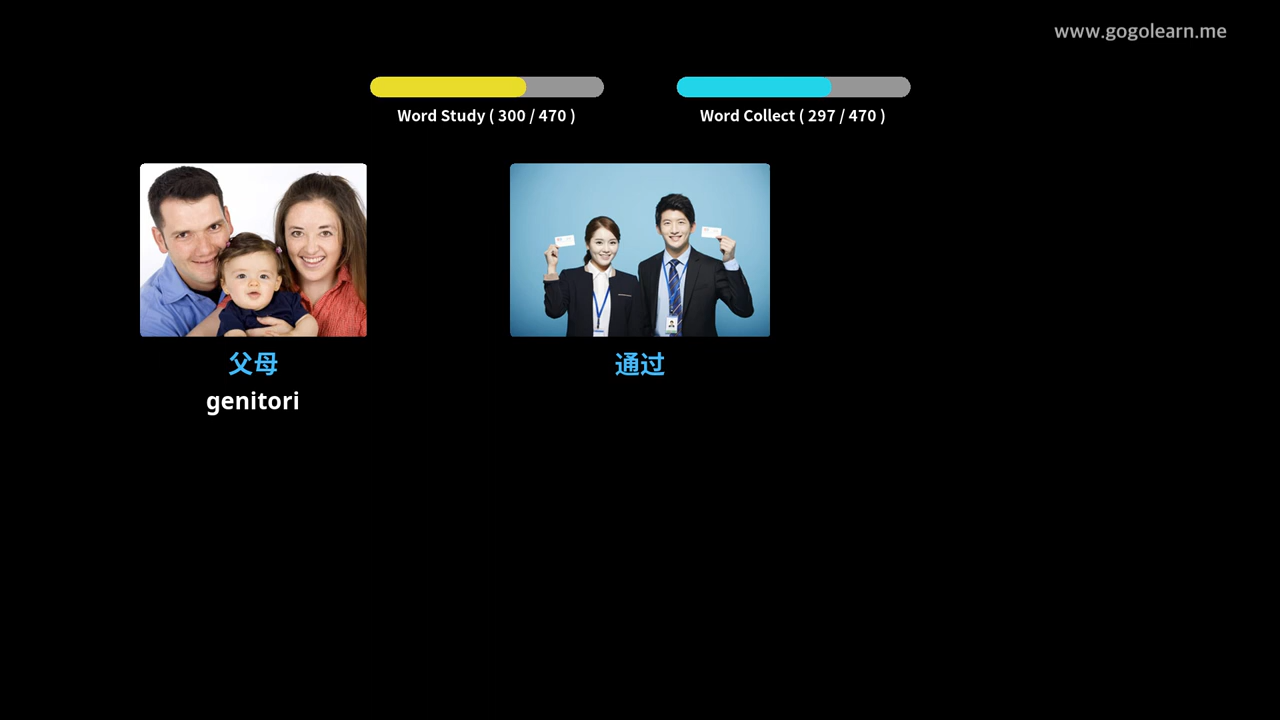 www.gogolearn.me
Word Study ( 300 / 470 )
Word Collect ( 297 / 470 )
父母
genitori
通过